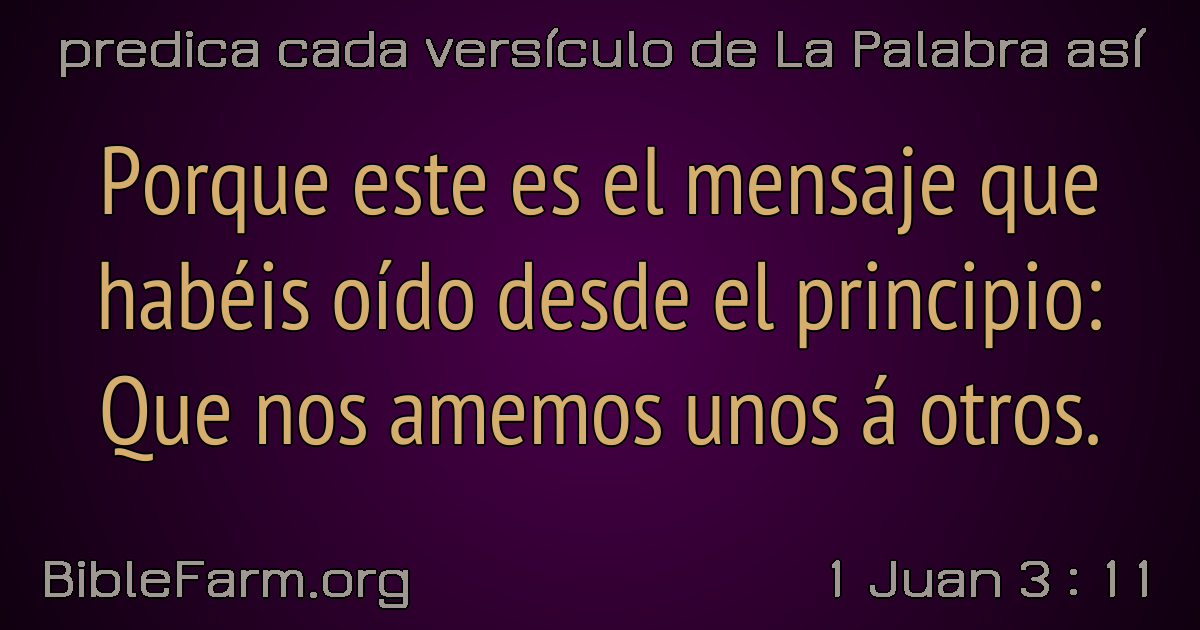 predica cada versículo de La Palabra así
Porque este es el mensaje que
habéis oído desde el principio:
Que nos amemos unos á otros.
BibleFarm.org
1 Juan 3 : 11